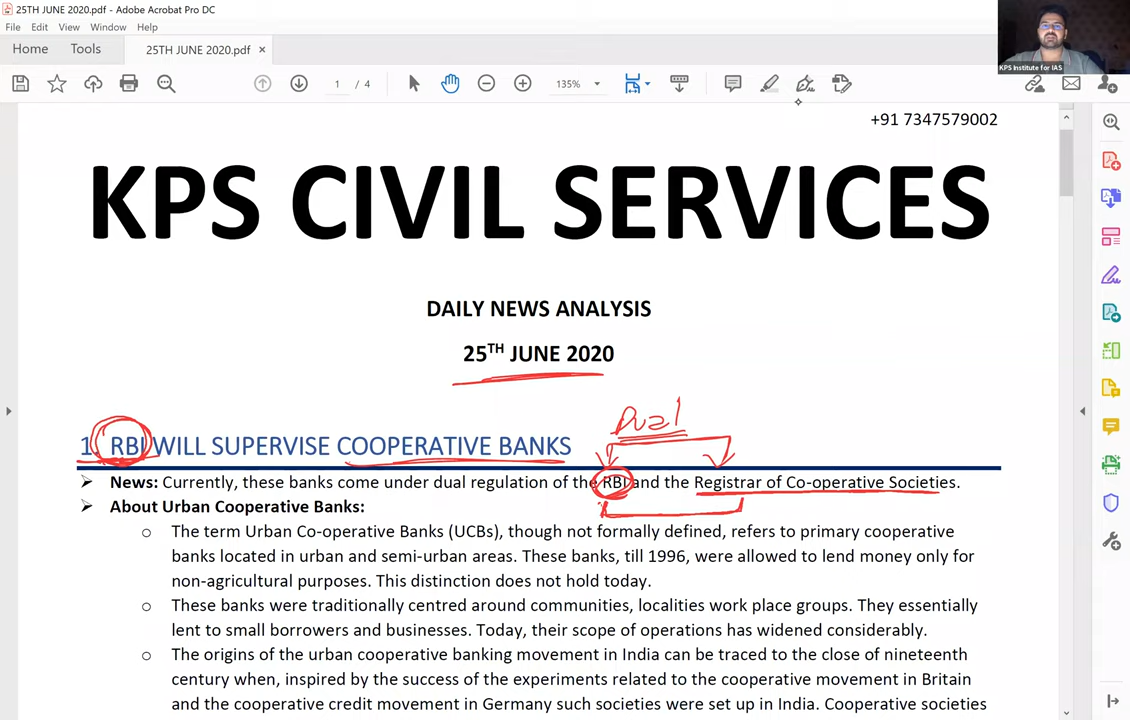 25TH JUNE 2020.pdf - Adobe Acrobat Pro DC
File Edit View Window Help
Home Tools 25TH JUNE 2020.pdf ×
1 / 4 135%
KPS Institute for IAS
+91 7347579002
KPS CIVIL SERVICES
DAILY NEWS ANALYSIS
25TH JUNE 2020
Dual
1. RBI WILL SUPERVISE COOPERATIVE BANKS
➢ News: Currently, these banks come under dual regulation of the RBI and the Registrar of Co-operative Societies.
➢ About Urban Cooperative Banks:
o The term Urban Co-operative Banks (UCBs), though not formally defined, refers to primary cooperative
banks located in urban and semi-urban areas. These banks, till 1996, were allowed to lend money only for
non-agricultural purposes. This distinction does not hold today.
o These banks were traditionally centred around communities, localities work place groups. They essentially
lent to small borrowers and businesses. Today, their scope of operations has widened considerably.
o The origins of the urban cooperative banking movement in India can be traced to the close of nineteenth
century when, inspired by the success of the experiments related to the cooperative movement in Britain
and the cooperative credit movement in Germany such societies were set up in India. Cooperative societies